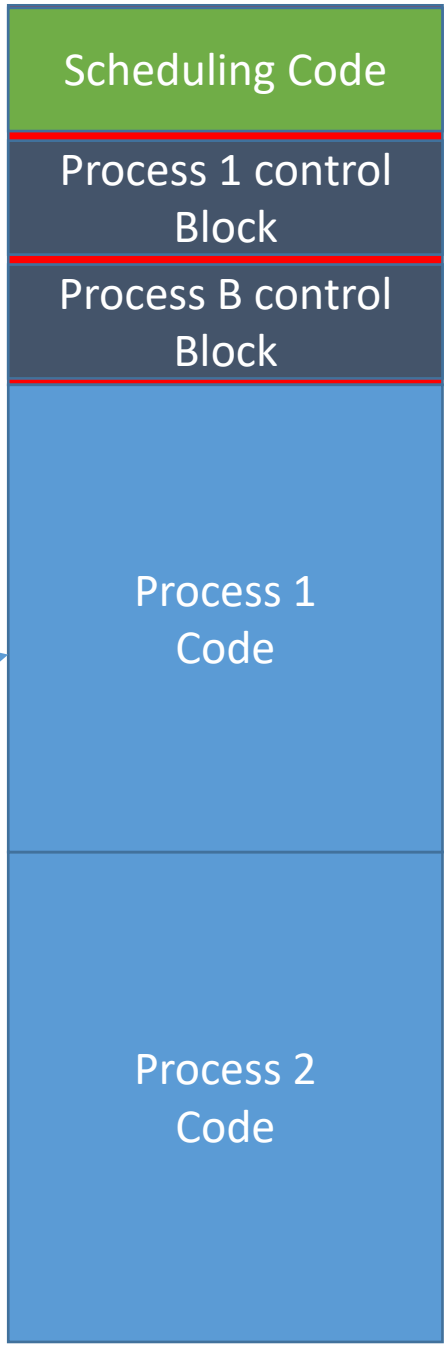 Scheduling Code
Process 1 control
Block
Process B control
Block
Process 1
Code
Process 2
Code